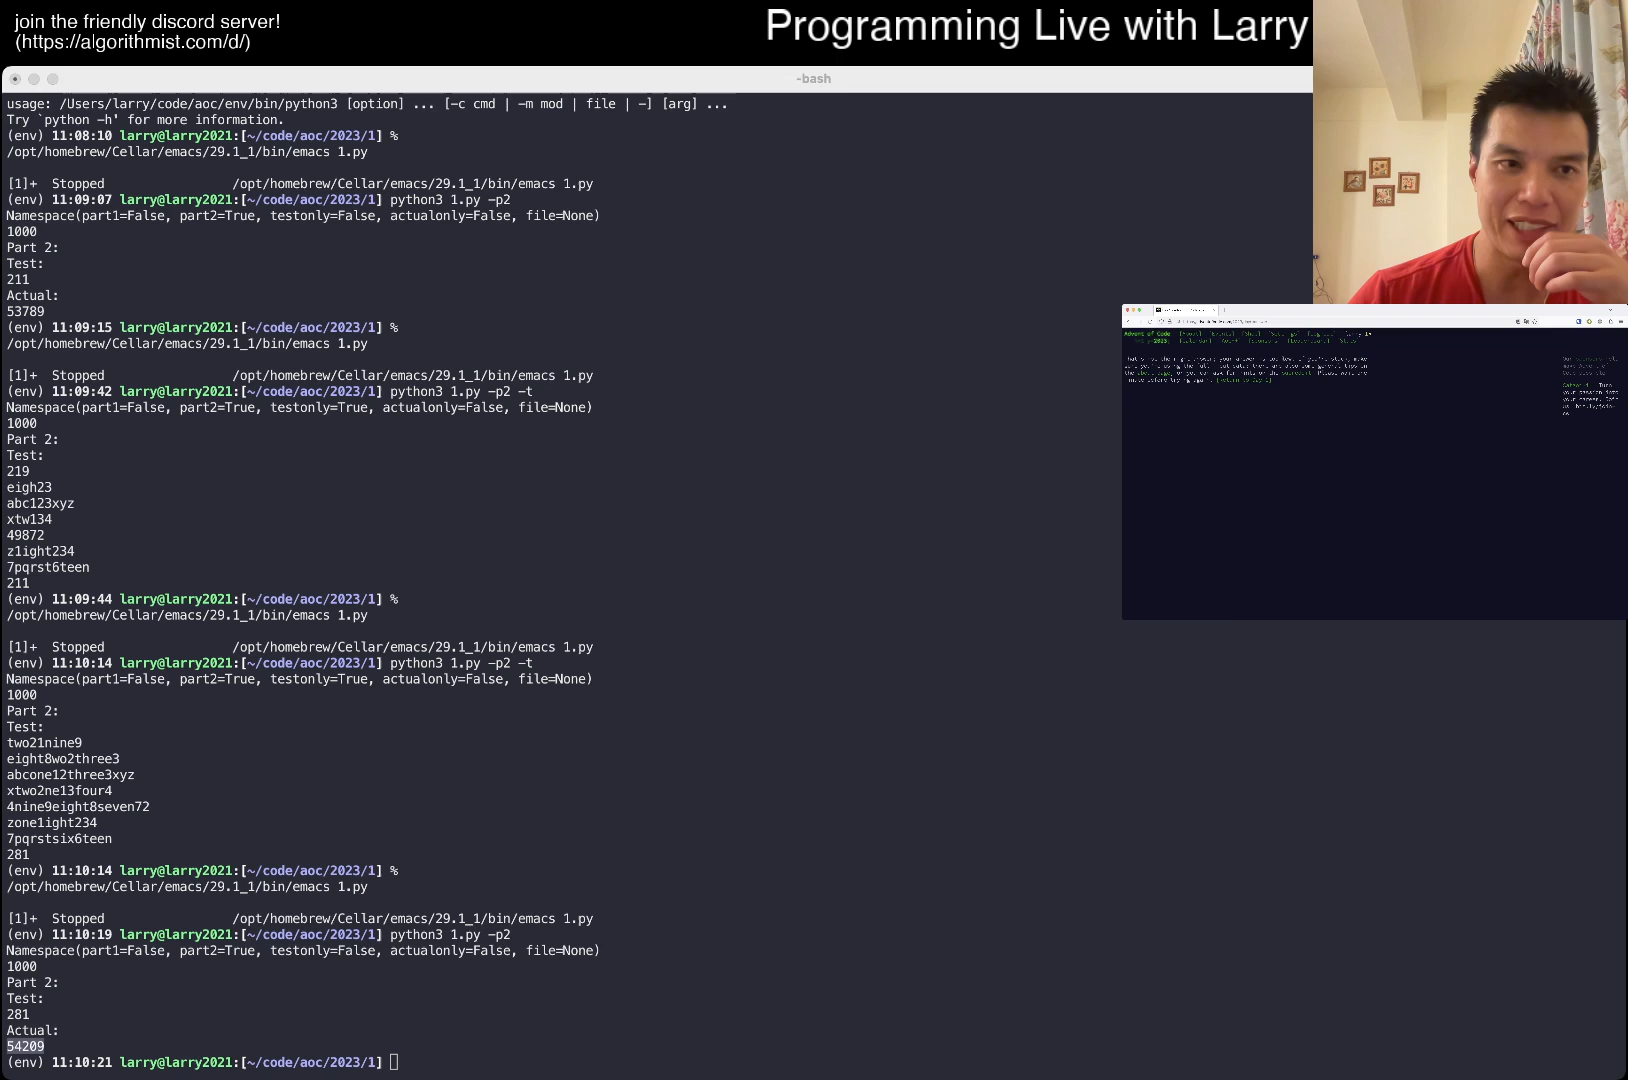 join the friendly discord server!
(https://algorithmist.com/d/)
Programming Live with Larry
-bash
usage: /Users/larry/code/aoc/env/bin/python3 [option] ... [-c cmd | -m mod | file | -] [arg] ...
Try `python -h' for more information.
(env) 11:08:10 larry@larry2021:[~/code/aoc/2023/1] %
/opt/homebrew/Cellar/emacs/29.1_1/bin/emacs 1.py
[1]+  Stopped                 /opt/homebrew/Cellar/emacs/29.1_1/bin/emacs 1.py
(env) 11:09:07 larry@larry2021:[~/code/aoc/2023/1] python3 1.py -p2
Namespace(part1=False, part2=True, testonly=False, actualonly=False, file=None)
1000
Part 2:
Test:
211
Actual:
53789
(env) 11:09:15 larry@larry2021:[~/code/aoc/2023/1] %
/opt/homebrew/Cellar/emacs/29.1_1/bin/emacs 1.py
[1]+  Stopped                 /opt/homebrew/Cellar/emacs/29.1_1/bin/emacs 1.py
(env) 11:09:42 larry@larry2021:[~/code/aoc/2023/1] python3 1.py -p2 -t
Namespace(part1=False, part2=True, testonly=True, actualonly=False, file=None)
1000
Part 2:
Test:
219
eigh23
abc123xyz
xtw134
49872
z1ight234
7pqrst6teen
211
(env) 11:09:44 larry@larry2021:[~/code/aoc/2023/1] %
/opt/homebrew/Cellar/emacs/29.1_1/bin/emacs 1.py
[1]+  Stopped                 /opt/homebrew/Cellar/emacs/29.1_1/bin/emacs 1.py
(env) 11:10:14 larry@larry2021:[~/code/aoc/2023/1] python3 1.py -p2 -t
Namespace(part1=False, part2=True, testonly=True, actualonly=False, file=None)
1000
Part 2:
Test:
two21nine9
eight8wo2three3
abcone12three3xyz
xtwo2ne13four4
4nine9eight8seven72
zone1ight234
7pqrstsix6teen
281
(env) 11:10:14 larry@larry2021:[~/code/aoc/2023/1] %
/opt/homebrew/Cellar/emacs/29.1_1/bin/emacs 1.py
[1]+  Stopped                 /opt/homebrew/Cellar/emacs/29.1_1/bin/emacs 1.py
(env) 11:10:19 larry@larry2021:[~/code/aoc/2023/1] python3 1.py -p2
Namespace(part1=False, part2=True, testonly=False, actualonly=False, file=None)
1000
Part 2:
Test:
281
Actual:
54209
(env) 11:10:21 larry@larry2021:[~/code/aoc/2023/1]
Advent of Code